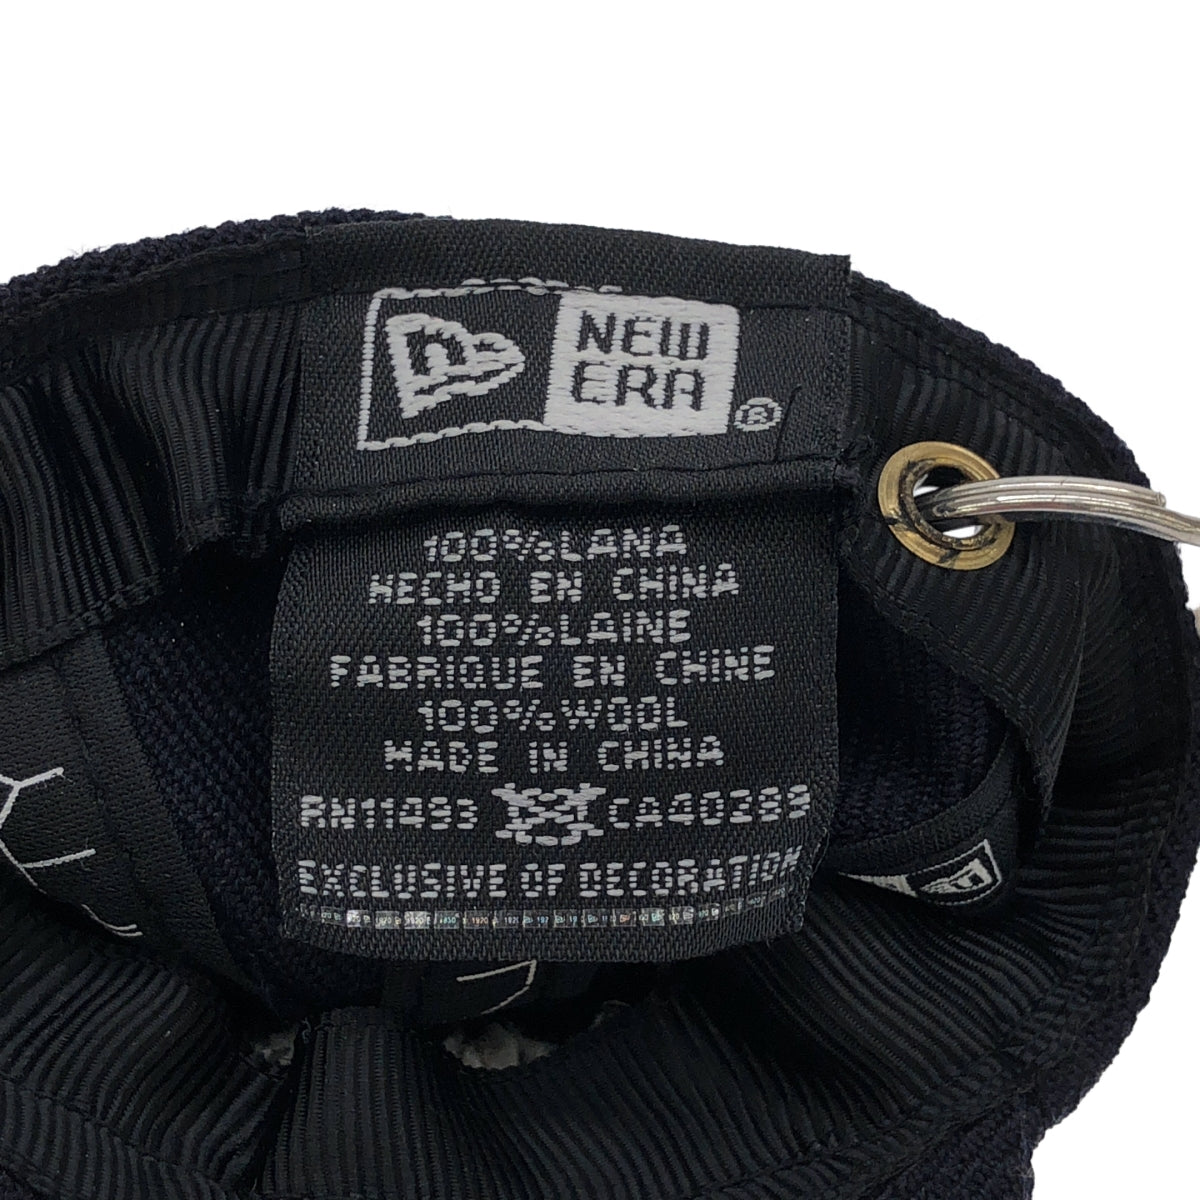 NEW
ERA
®
100%LANA
HECHO EN CHINA
100%LAINE
FABRIQUE EN CHINE
100%WOOL
MADE IN CHINA
RN11493 CA40289
EXCLUSIVE OF DECORATION